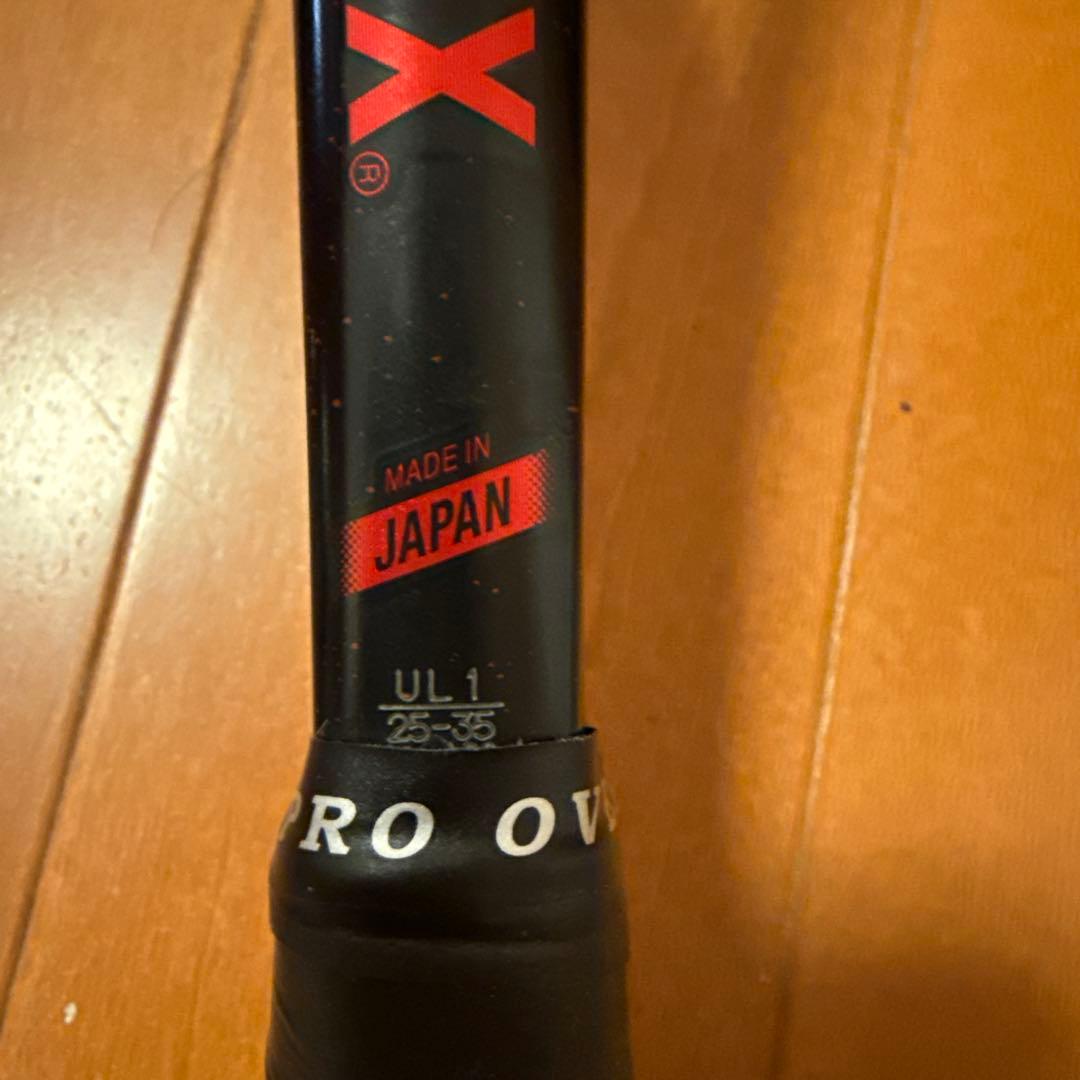 X
®
MADE IN
JAPAN
UL1
25-35
PRO OV